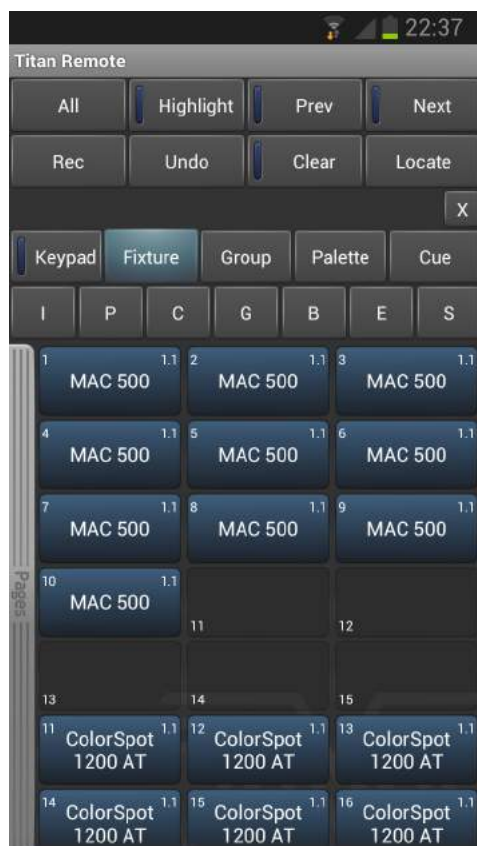 22:37
Titan Remote
All Highlight Prev Next
Rec Undo Clear Locate
X
Keypad Fixture Group Palette Cue
I P C G B E S
1 1.1 2 1.1 3 1.1
MAC 500 MAC 500 MAC 500
4 1.1 5 1.1 6 1.1
MAC 500 MAC 500 MAC 500
7 1.1 8 1.1 9 1.1
MAC 500 MAC 500 MAC 500
Pages
10 1.1
MAC 500
11 12
13 14 15
11 1.1 12 1.1 13 1.1
ColorSpot ColorSpot ColorSpot
1200 AT 1200 AT 1200 AT
14 1.1 15 1.1 16 1.1
ColorSpot ColorSpot ColorSpot
1200 AT 1200 AT 1200 AT